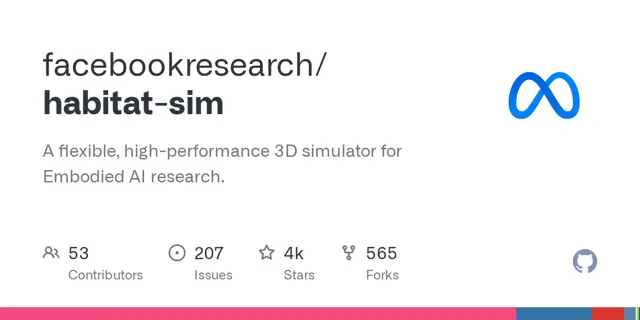 facebookresearch/
habitat-sim
A flexible, high-performance 3D simulator for
Embodied AI research.
53 207 4k 565
Contributors Issues Stars Forks